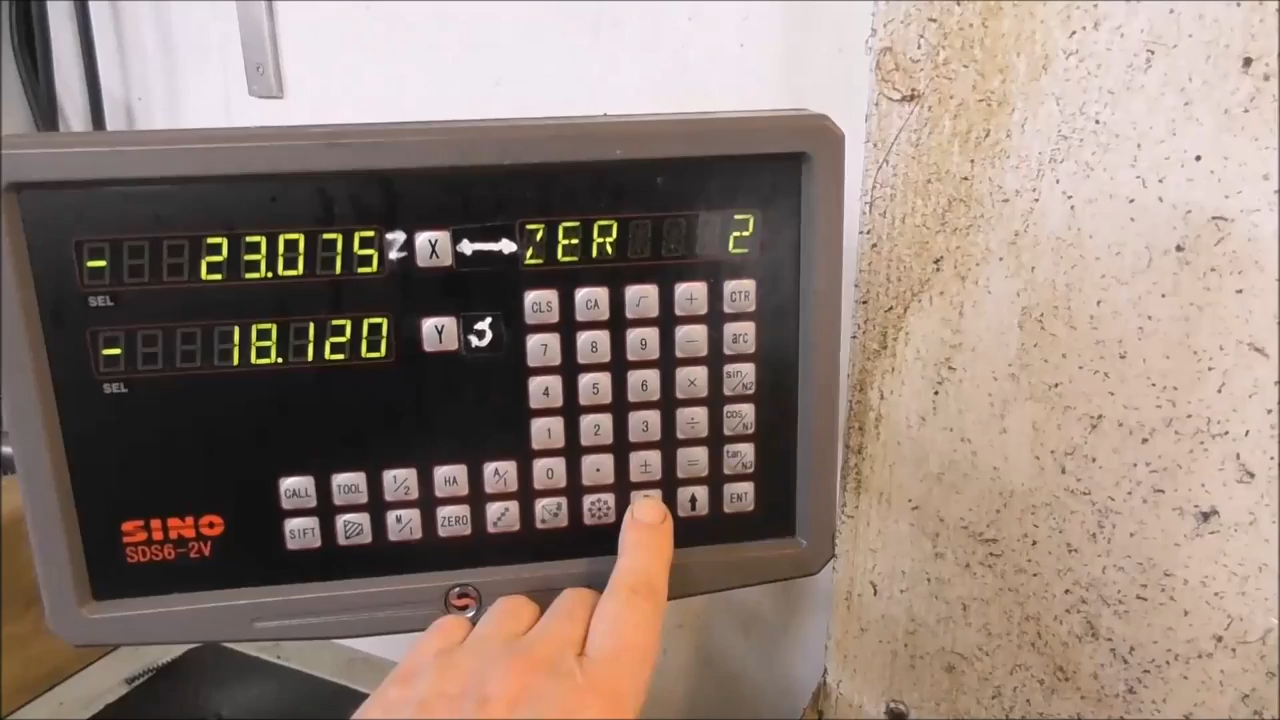 - 23.075 Z X ZER 2
SEL
- 18.120 Y
SEL
CLS CA √ + CTR
7 8 9 — arc
4 5 6 × sin/N2
1 2 3 ÷ cos/N1
CALL TOOL 1/2 HA A/I 0 · ± = tan/N3
SIFT M/I ZERO ENT
SINO
SDS6-2V